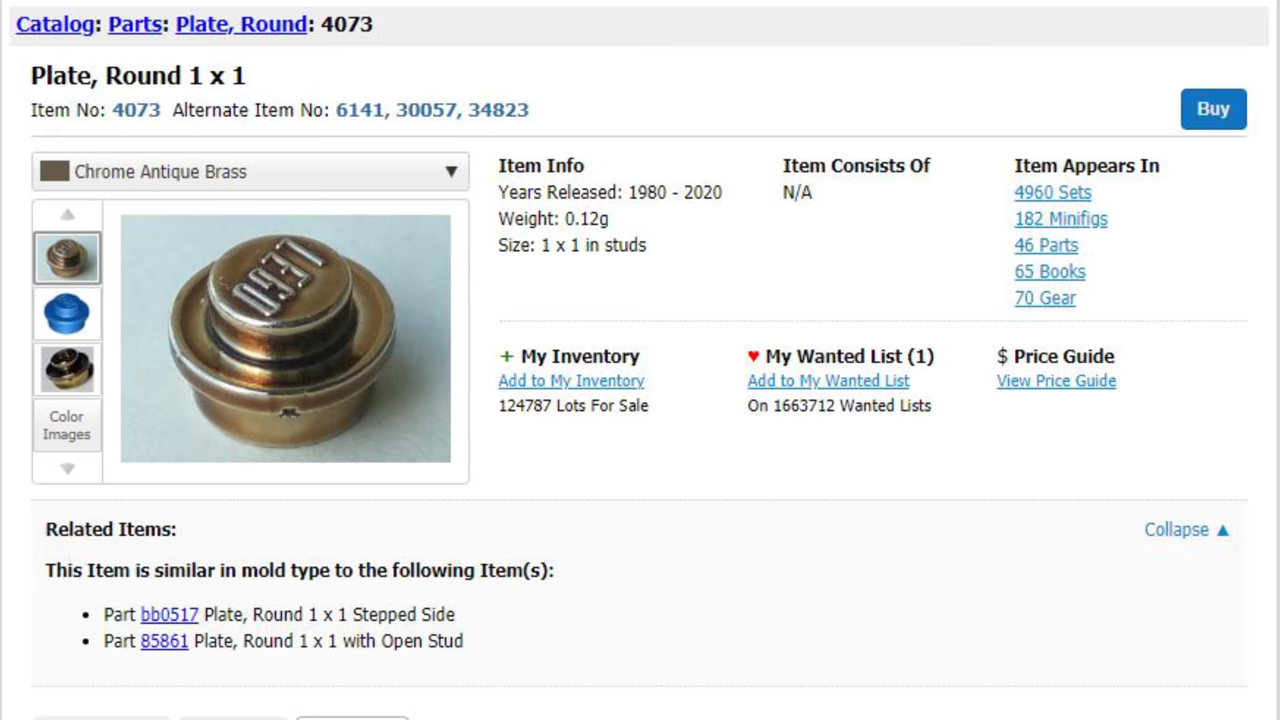 Catalog: Parts: Plate, Round: 4073
Plate, Round 1 x 1
Item No: 4073 Alternate Item No: 6141, 30057, 34823
Buy
Chrome Antique Brass
LEGO
Color
Images
Item Info
Years Released: 1980 - 2020
Weight: 0.12g
Size: 1 x 1 in studs
Item Consists Of
N/A
Item Appears In
4960 Sets
182 Minifigs
46 Parts
65 Books
70 Gear
+ My Inventory
Add to My Inventory
124787 Lots For Sale
♥ My Wanted List (1)
Add to My Wanted List
On 1663712 Wanted Lists
$ Price Guide
View Price Guide
Related Items:
Collapse ▲
This Item is similar in mold type to the following Item(s):
• Part bb0517 Plate, Round 1 x 1 Stepped Side
• Part 85861 Plate, Round 1 x 1 with Open Stud